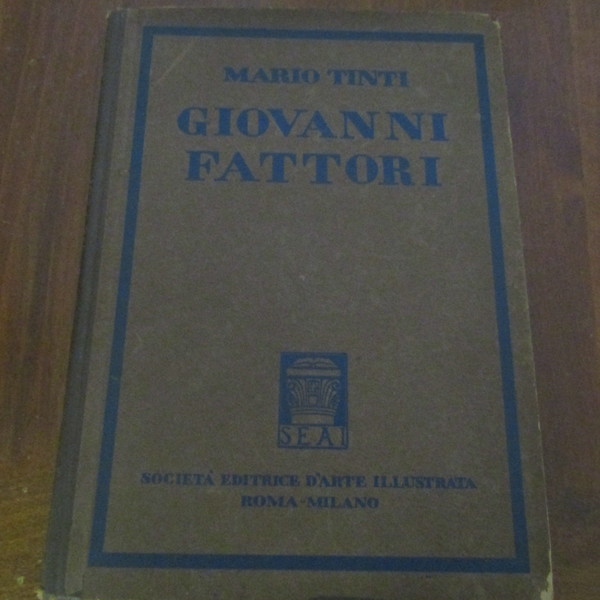 MARIO TINTI
GIOVANNI
FATTORI
SEAI
SOCIETÀ EDITRICE D'ARTE ILLUSTRATA
ROMA-MILANO